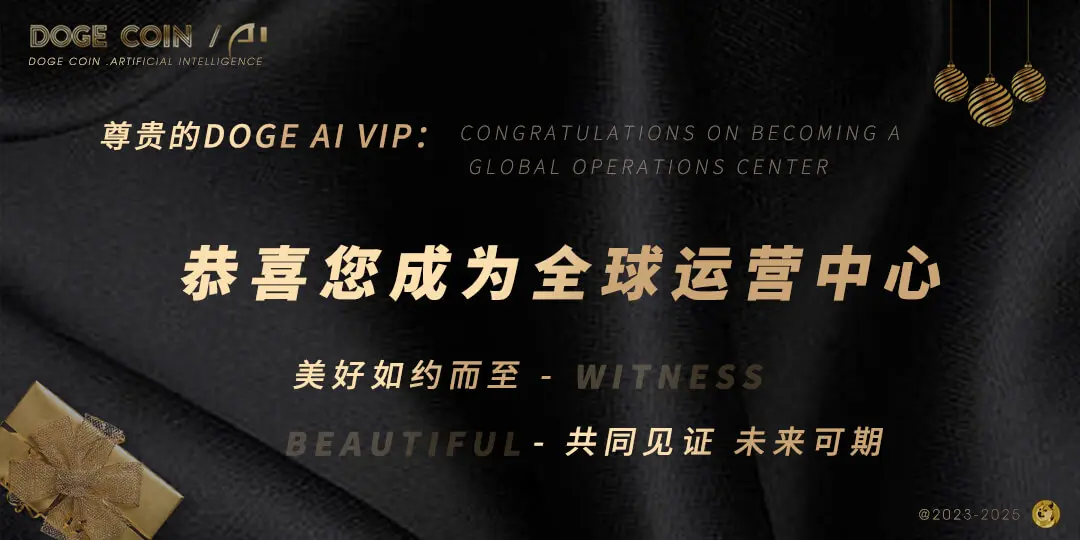 DOGE COIN / AI
DOGE COIN .ARTIFICIAL INTELLIGENCE
尊贵的DOGE AI VIP： CONGRATULATIONS ON BECOMING A
GLOBAL OPERATIONS CENTER
恭喜您成为全球运营中心
美好如约而至 - WITNESS
BEAUTIFUL - 共同见证 未来可期
@2023-2025